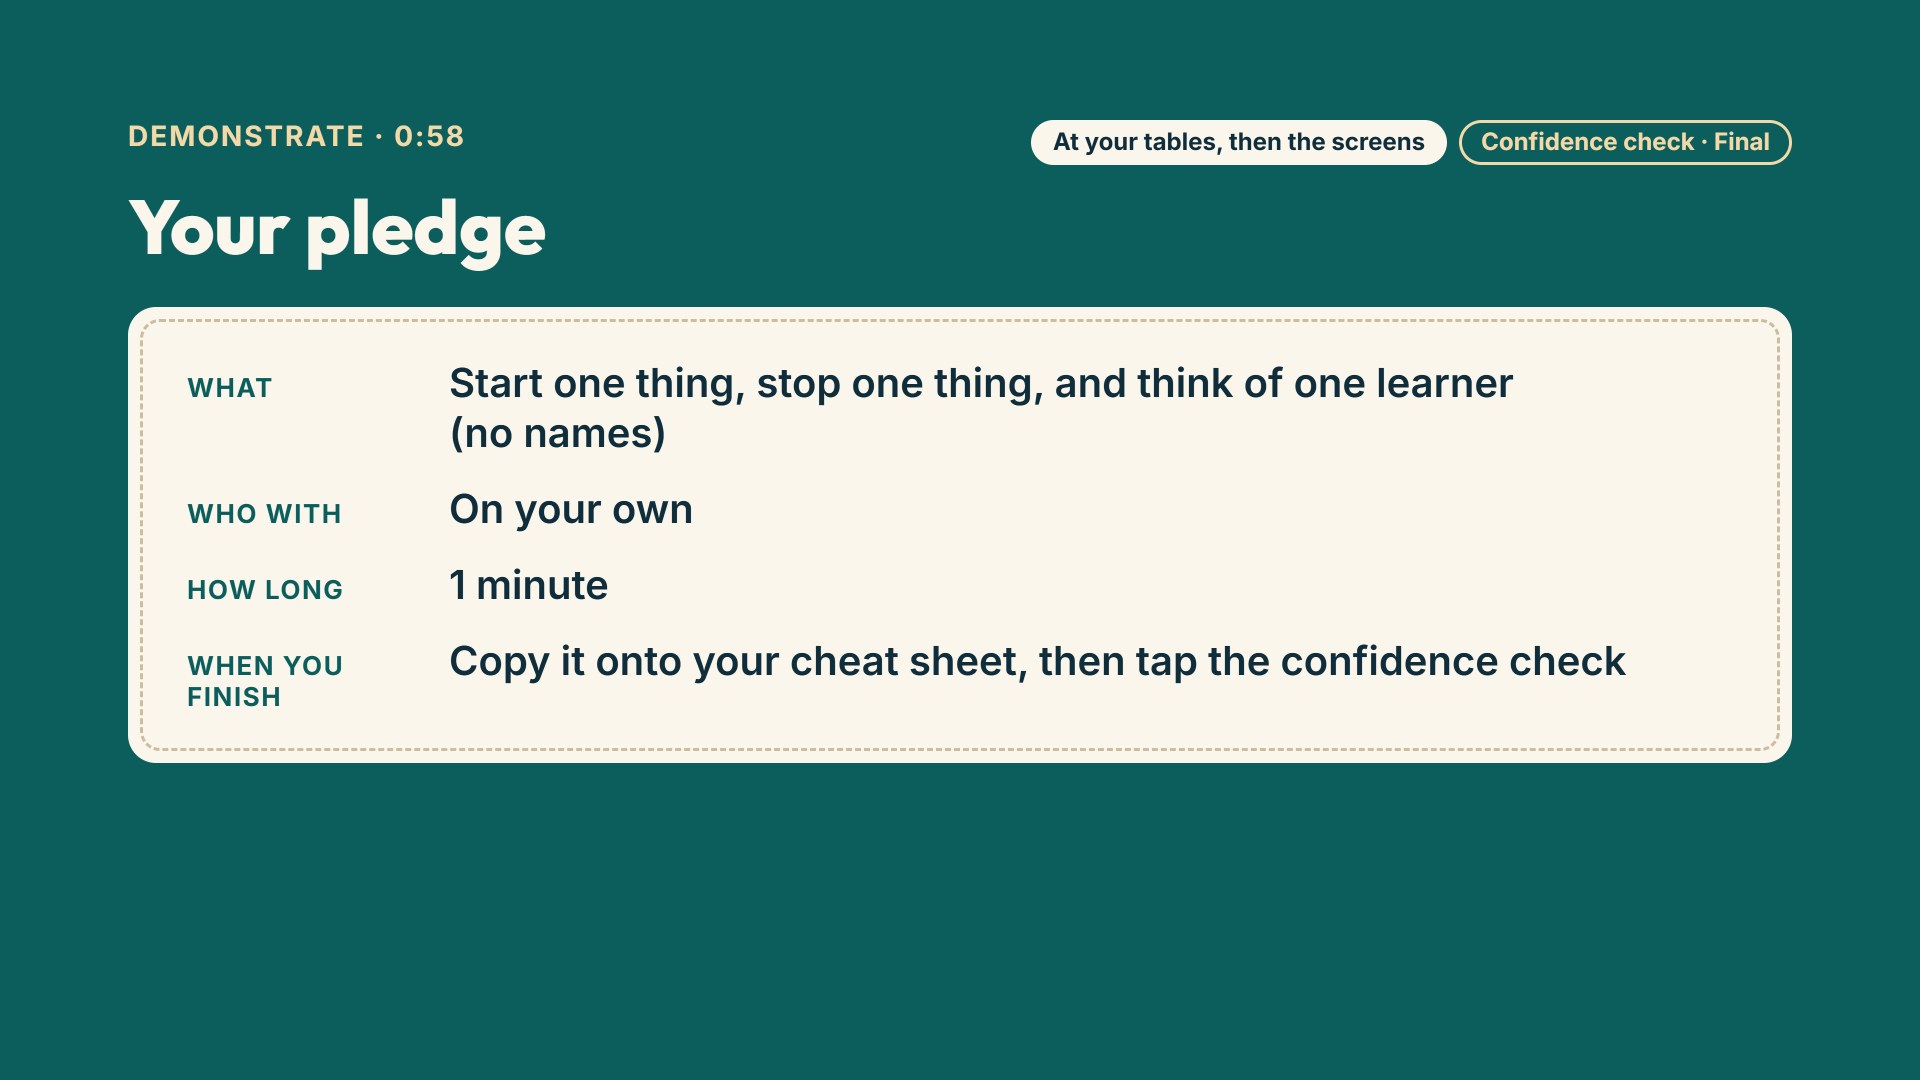 DEMONSTRATE · 0:58
At your tables, then the screens
Confidence check · Final
Your pledge
WHAT
Start one thing, stop one thing, and think of one learner
(no names)
WHO WITH
On your own
HOW LONG
1 minute
WHEN YOU
FINISH
Copy it onto your cheat sheet, then tap the confidence check